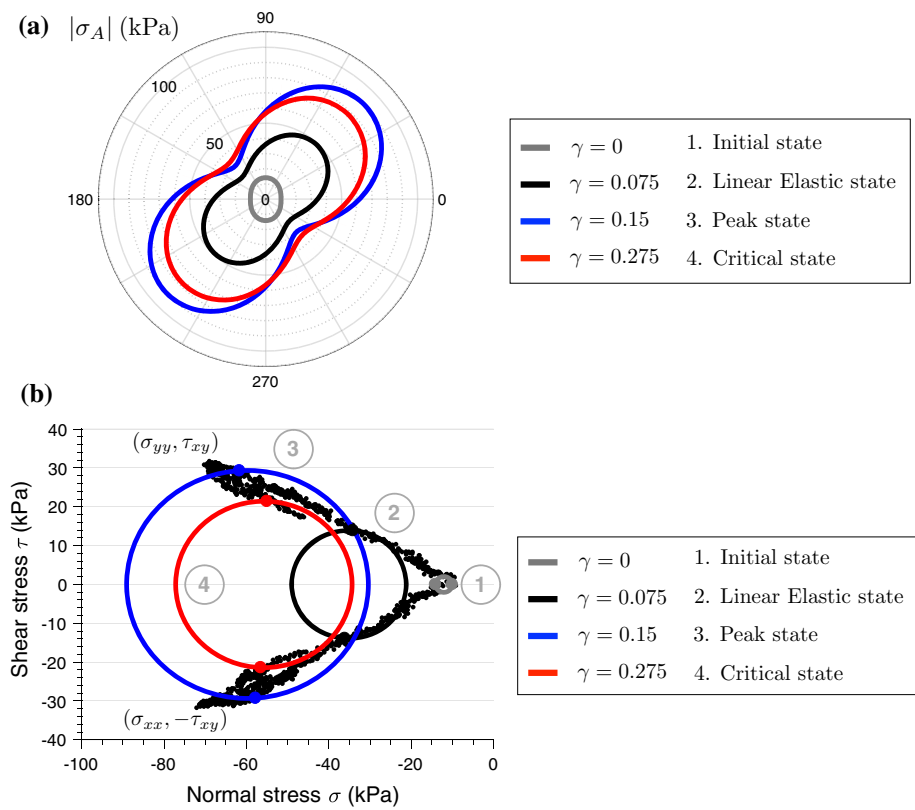 (a) |σ_A| (kPa)
90
100
50
180
0
0
270
γ = 0 1. Initial state
γ = 0.075 2. Linear Elastic state
γ = 0.15 3. Peak state
γ = 0.275 4. Critical state
(b)
40
30
20
10
0
-10
-20
-30
-40
Shear stress τ (kPa)
(σ_yy, τ_xy)
3
2
4
1
(σ_xx, −τ_xy)
-100 -80 -60 -40 -20 0
Normal stress σ (kPa)
γ = 0 1. Initial state
γ = 0.075 2. Linear Elastic state
γ = 0.15 3. Peak state
γ = 0.275 4. Critical state